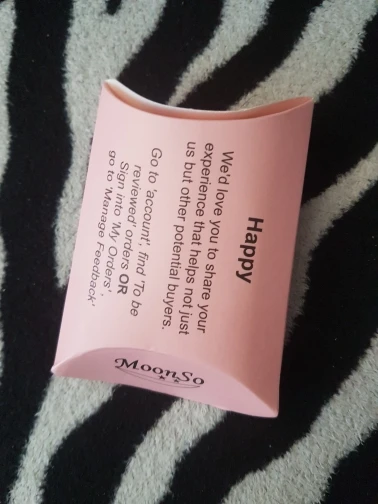 Happy
We'd love you to share your
experience that helps not just
us but other potential buyers.
Go to 'account', find 'To be
reviewed' orders OR
Sign into 'My Orders',
go to 'Manage Feedback'
MoonSo